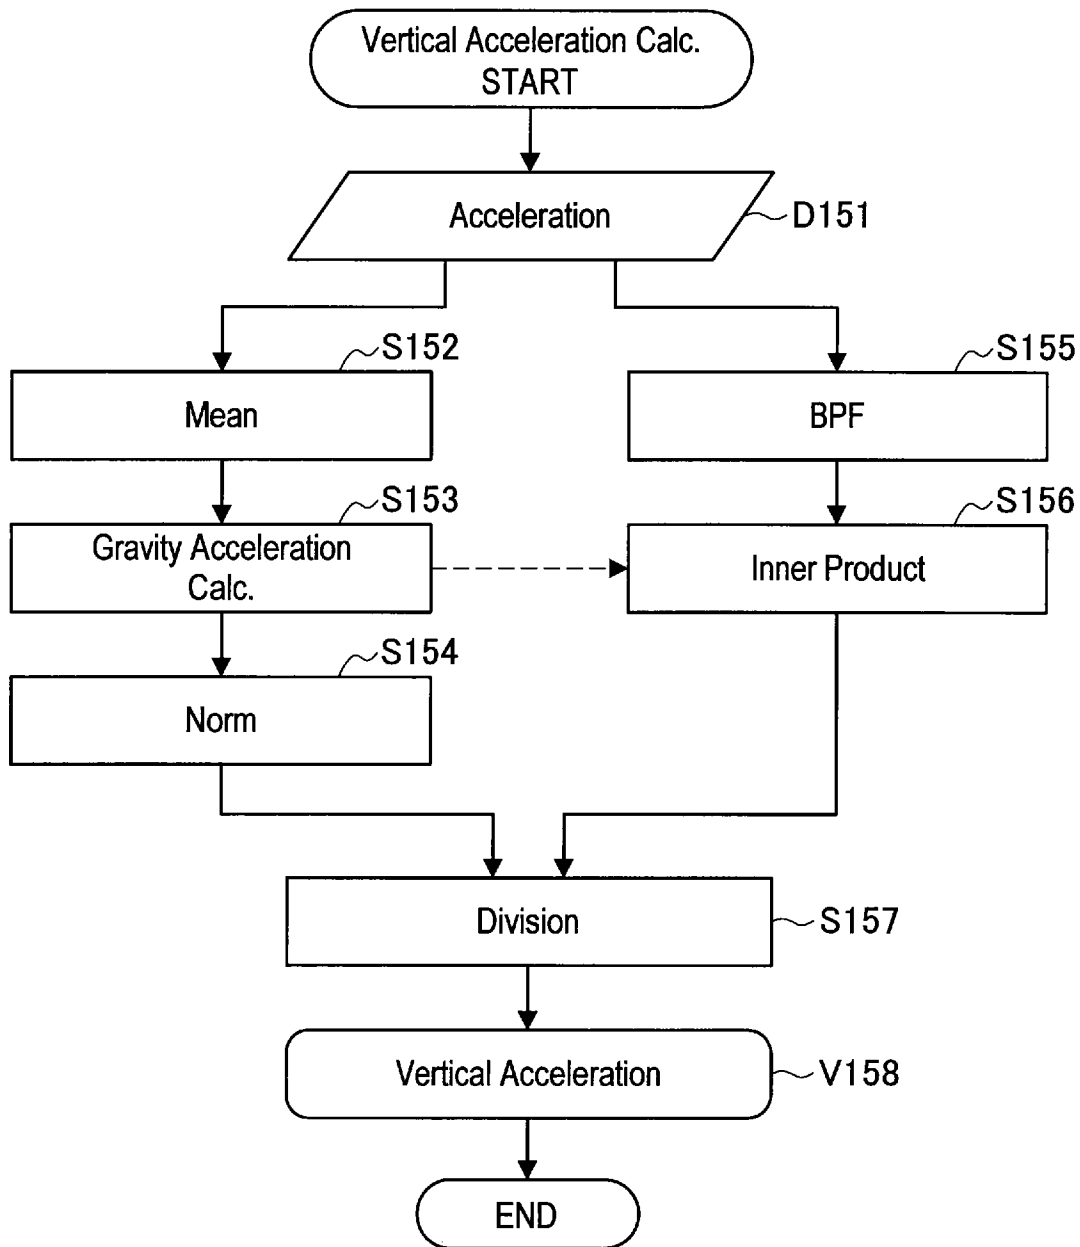 Vertical Acceleration Calc.
START
Acceleration
D151
S152
Mean
S155
BPF
S153
Gravity Acceleration
Calc.
S156
Inner Product
S154
Norm
Division
S157
Vertical Acceleration
V158
END